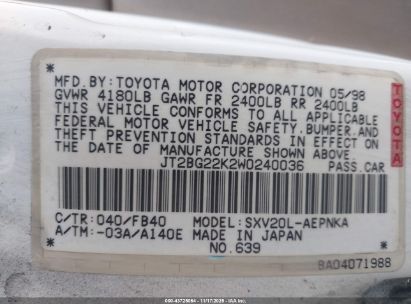 MFD.BY:TOYOTA MOTOR CORPORATION 05/98
GVWR 4180LB GAWR FR 2400LB RR 2400LB
THIS VEHICLE CONFORMS TO ALL APPLICABLE
FEDERAL MOTOR VEHICLE SAFETY,BUMPER,AND
THEFT PREVENTION STANDARDS IN EFFECT ON
THE DATE OF MANUFACTURE SHOWN ABOVE.
JT2BG22K2W0240036 PASS.CAR
C/TR:040/FB40 MODEL:SXV20L-AEPNKA
A/TM:-03A/A140E MADE IN JAPAN
NO.639
BA04071988
TOYOTA